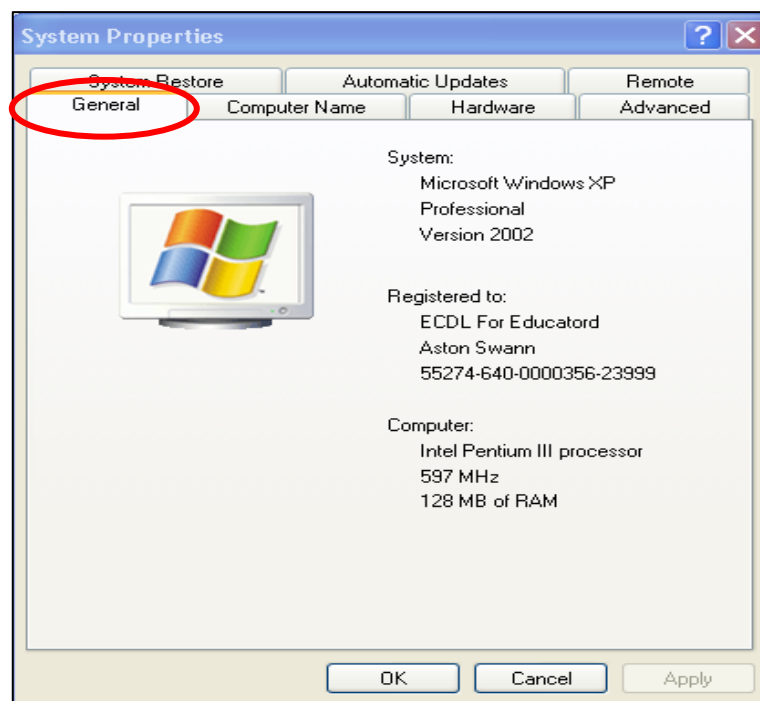 System Properties
System Restore Automatic Updates Remote
General Computer Name Hardware Advanced
System:
Microsoft Windows XP
Professional
Version 2002
Registered to:
ECDL For Educatord
Aston Swann
55274-640-0000356-23999
Computer:
Intel Pentium III processor
597 MHz
128 MB of RAM
OK Cancel Apply